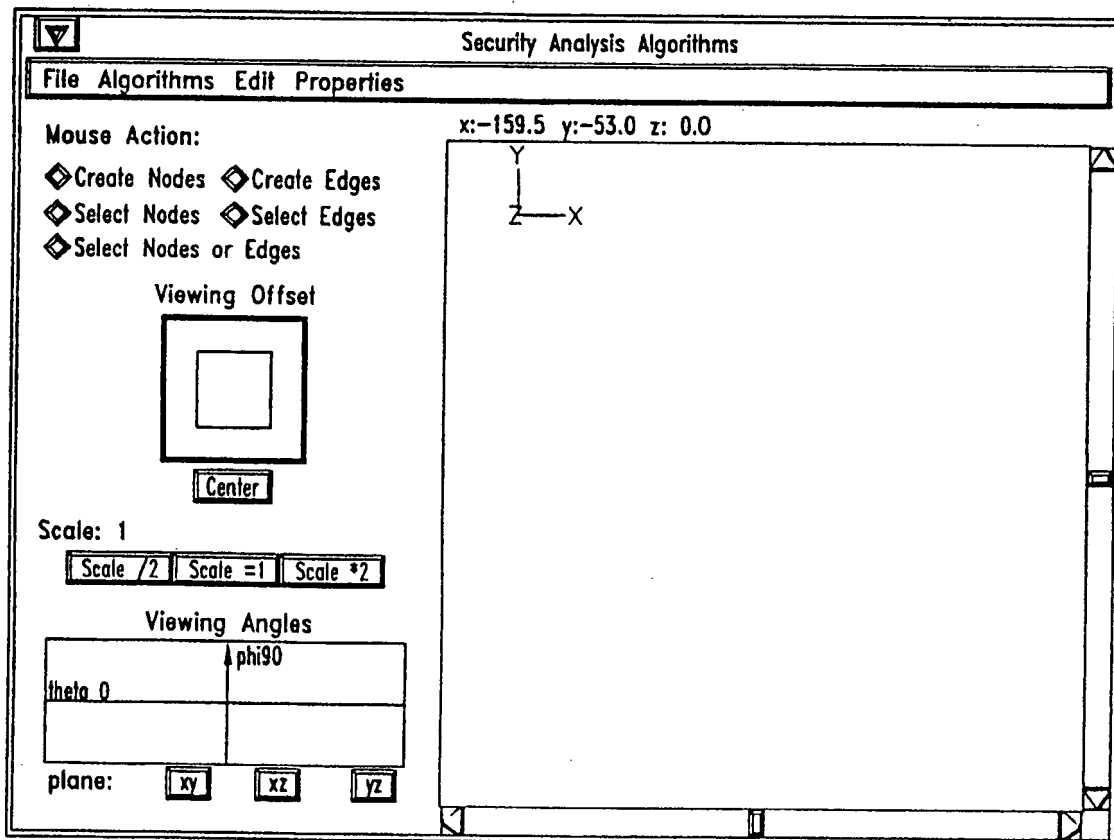 Security Analysis Algorithms
File Algorithms Edit Properties
Mouse Action:
Create Nodes Create Edges
Select Nodes Select Edges
Select Nodes or Edges
Viewing Offset
Center
Scale: 1
Scale /2 Scale =1 Scale *2
Viewing Angles
phi90
theta 0
plane: xy xz yz
x:-159.5 y:-53.0 z: 0.0
Y
Z X